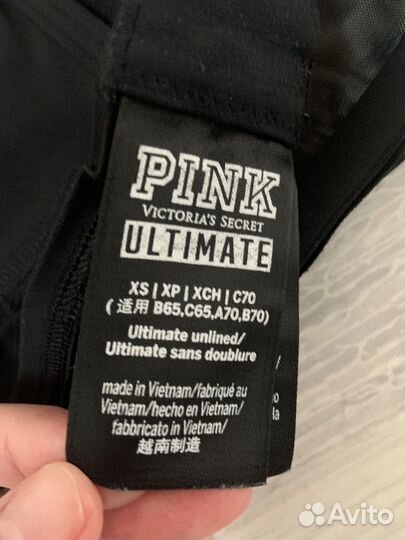 PINK
VICTORIA'S SECRET
ULTIMATE
XS | XP | XCH | C70
(适用 B65,C65,A70,B70)
Ultimate unlined/
Ultimate sans doublure
made in Vietnam/fabriqué au
Vietnam/hecho en Vietnam/
fabbricato in Vietnam/
越南制造
/
o
la
Avito